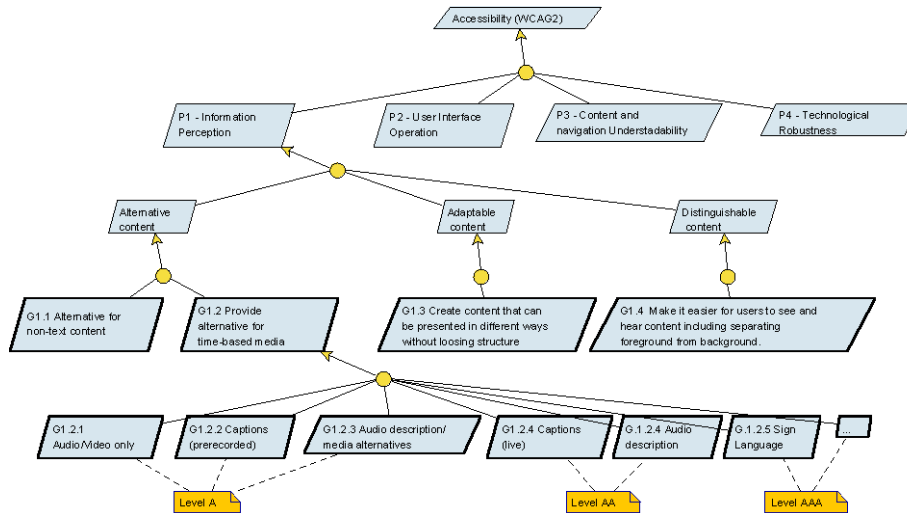 Accessibility (WCAG2)
P1 - Information
Perception
P2 - User Interface
Operation
P3 - Content and
navigation Understadability
P4 - Technological
Robustness
Alternative
content
Adaptable
content
Distinguishable
content
G1.1 Alternative for
non-text content
G1.2 Provide
alternative for
time-based media
G1.3 Create content that can
be presented in different ways
without loosing structure
G1.4 Make it easier for users to see and
hear content including separating
foreground from background.
G1.2.1
Audio/Video only
G1.2.2 Captions
(prerecorded)
G1.2.3 Audio description/
media alternatives
G1.2.4 Captions
(live)
G.1.2.4 Audio
description
G.1.2.5 Sign
Language
...
Level A
Level AA
Level AAA